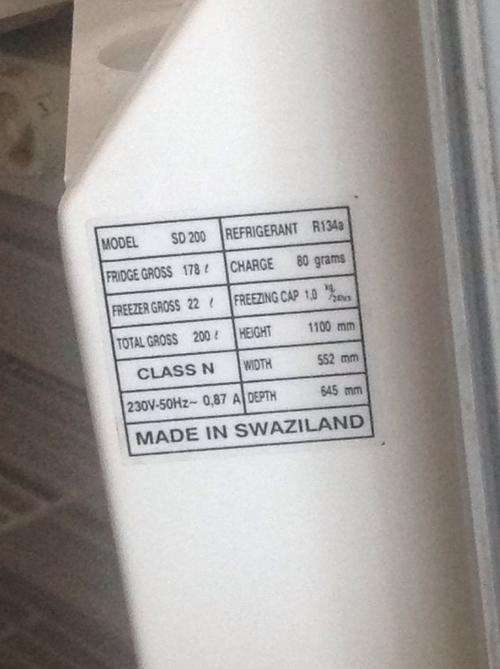 MODEL SD 200 REFRIGERANT R134a
FRIDGE GROSS 178 ℓ CHARGE 80 grams
FREEZER GROSS 22 ℓ FREEZING CAP 1,0 kg/24hrs
TOTAL GROSS 200 ℓ HEIGHT 1100 mm
CLASS N WIDTH 552 mm
230V-50Hz~ 0,87 A DEPTH 645 mm
MADE IN SWAZILAND